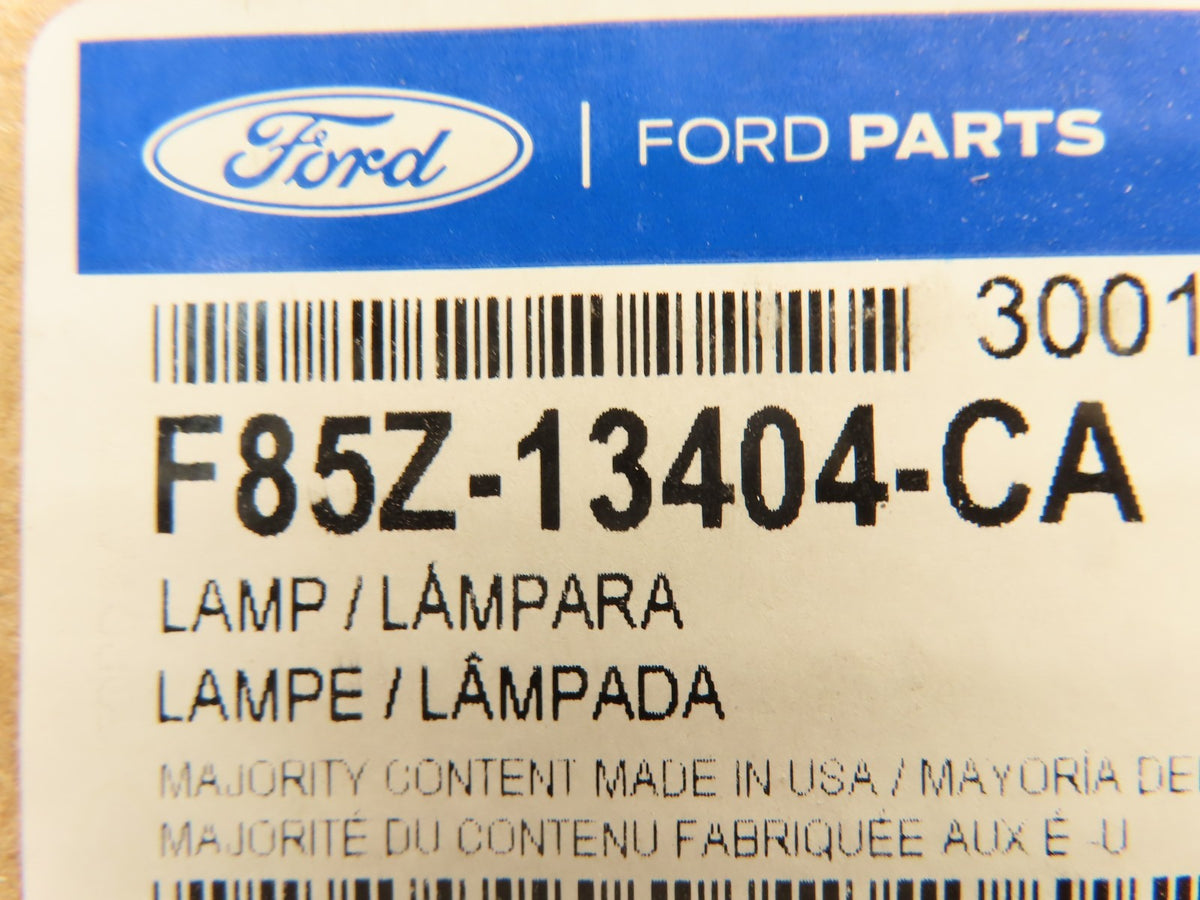 Ford | FORD PARTS
3001
F85Z-13404-CA
LAMP / LÁMPARA
LAMPE / LÂMPADA
MAJORITY CONTENT MADE IN USA / MAYORÍA DEL
MAJORITÉ DU CONTENU FABRIQUÉE AUX É-U